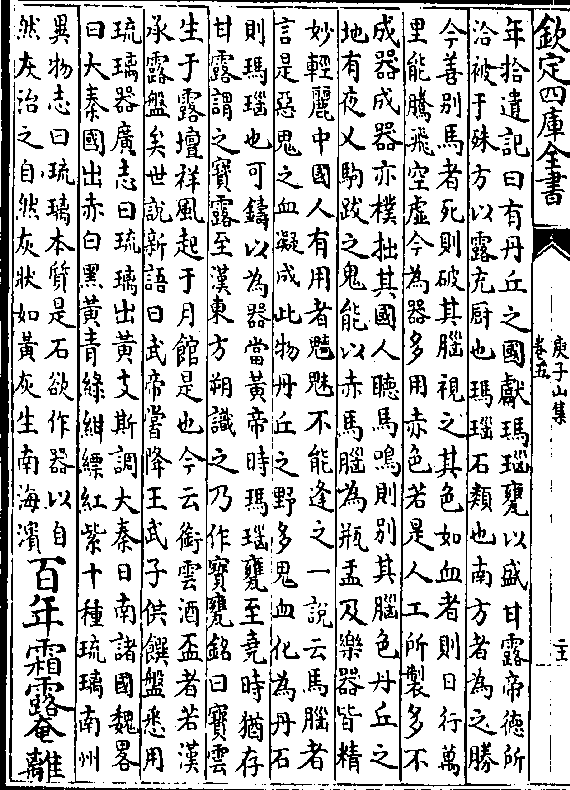 欽定四庫全書
庾子山集
卷五
年拾遺記曰有丹丘之國獻瑪瑙甕以盛甘露帝德所
洽被于殊方以露充厨也瑪瑙石類也南方者為之勝
今善别馬者死則破其腦視之其色如血者則日行萬
里能騰飛空虛今為器多用赤色若是人工所製多不
成器成器亦樸拙其國人聽馬鳴則别其腦色丹丘之
地有夜乂駒跋之鬼能以赤馬腦為瓶盂及樂器皆精
妙輕麗中國人有用者魑魅不能逢之一説云馬腦者
言是惡鬼之血凝成此物丹丘之野多鬼血化為丹石
則瑪瑙也可鑄以為器當黃帝時瑪瑙甕至堯時猶存
甘露謂之寶露至漢東方朔識之乃作寶甕銘曰寶雲
生于露壇祥風起于月館是也今云銜雲酒盃者若漢
承露盤矣世説新語曰武帝嘗降王武子供饌盤悉用
琉璃器廣志曰琉璃出黃支斯調大秦日南諸國魏畧
曰大秦國出赤白黑黃青綠紺縹紅紫十種琉璃南州
異物志曰琉璃本質是石欲作器以自
然灰治之自然灰狀如黃灰生南海濱
百年霜露奄離